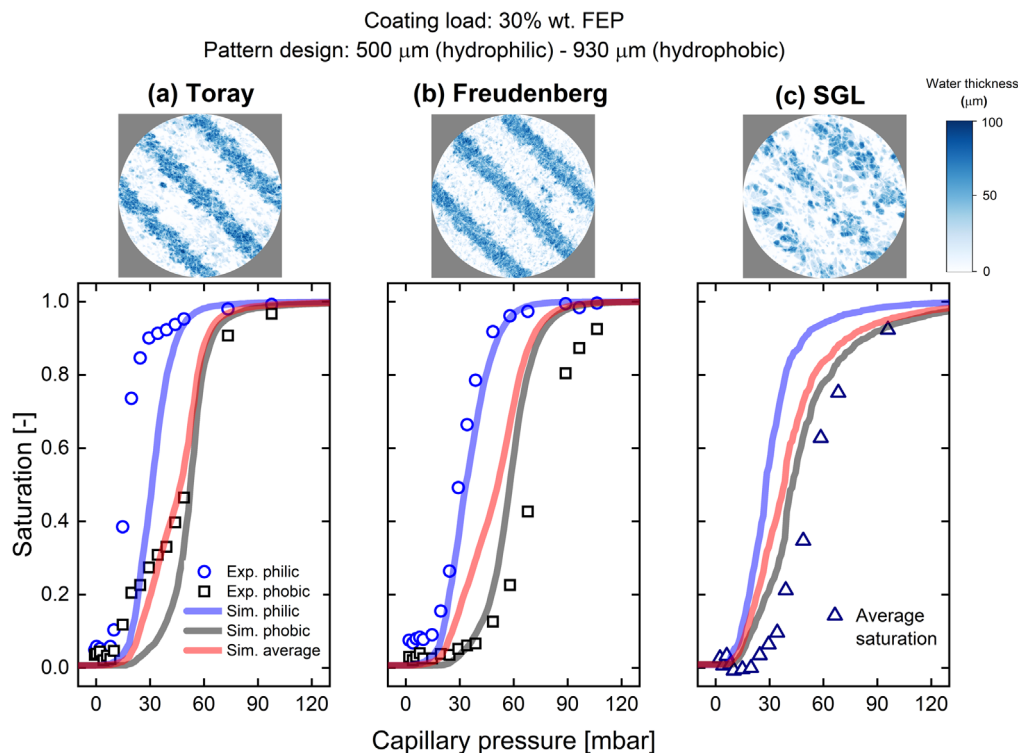 Coating load: 30% wt. FEP
Pattern design: 500 μm (hydrophilic) - 930 μm (hydrophobic)
(a) Toray
(b) Freudenberg
(c) SGL
Water thickness
(μm)
100
50
0
Saturation [-]
1.0
0.8
0.6
0.4
0.2
0.0
Exp. philic
Exp. phobic
Sim. philic
Sim. phobic
Sim. average
Average
saturation
0 30 60 90 120
0 30 60 90 120
0 30 60 90 120
Capillary pressure [mbar]